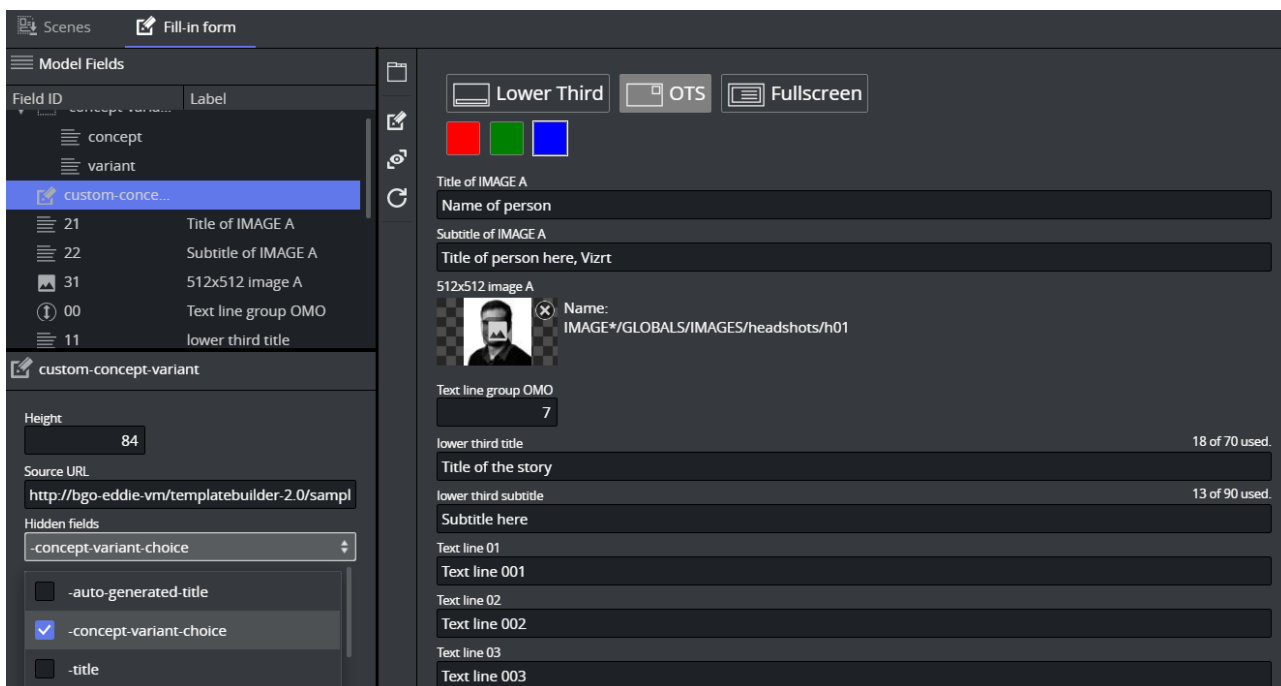 Scenes
Fill-in form
Model Fields
Field ID Label
concept-varia...
concept
variant
custom-conce...
21 Title of IMAGE A
22 Subtitle of IMAGE A
31 512x512 image A
00 Text line group OMO
11 lower third title
custom-concept-variant
Height
84
Source URL
http://bgo-eddie-vm/templatebuilder-2.0/sampl
Hidden fields
-concept-variant-choice
-auto-generated-title
-concept-variant-choice
-title
Lower Third OTS Fullscreen
Title of IMAGE A
Name of person
Subtitle of IMAGE A
Title of person here, Vizrt
512x512 image A
Name:
IMAGE*/GLOBALS/IMAGES/headshots/h01
Text line group OMO
7
lower third title 18 of 70 used.
Title of the story
lower third subtitle 13 of 90 used.
Subtitle here
Text line 01
Text line 001
Text line 02
Text line 002
Text line 03
Text line 003